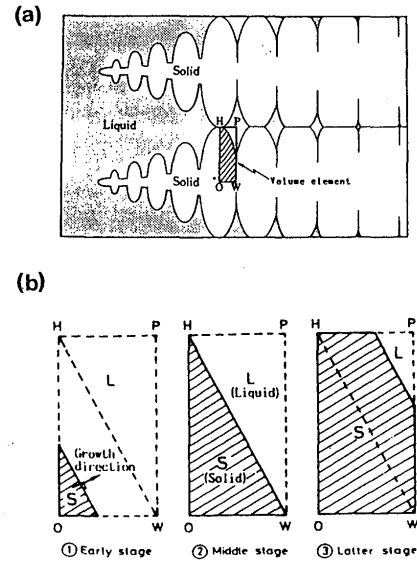 (a)
Solid
Liquid
H P
Solid
O W
Volume element
(b)
H P
L
Growth
direction
S
O W
① Early stage
H P
L
(Liquid)
S
(Solid)
O W
② Middle stage
H P
L
S
O W
③ Latter stage